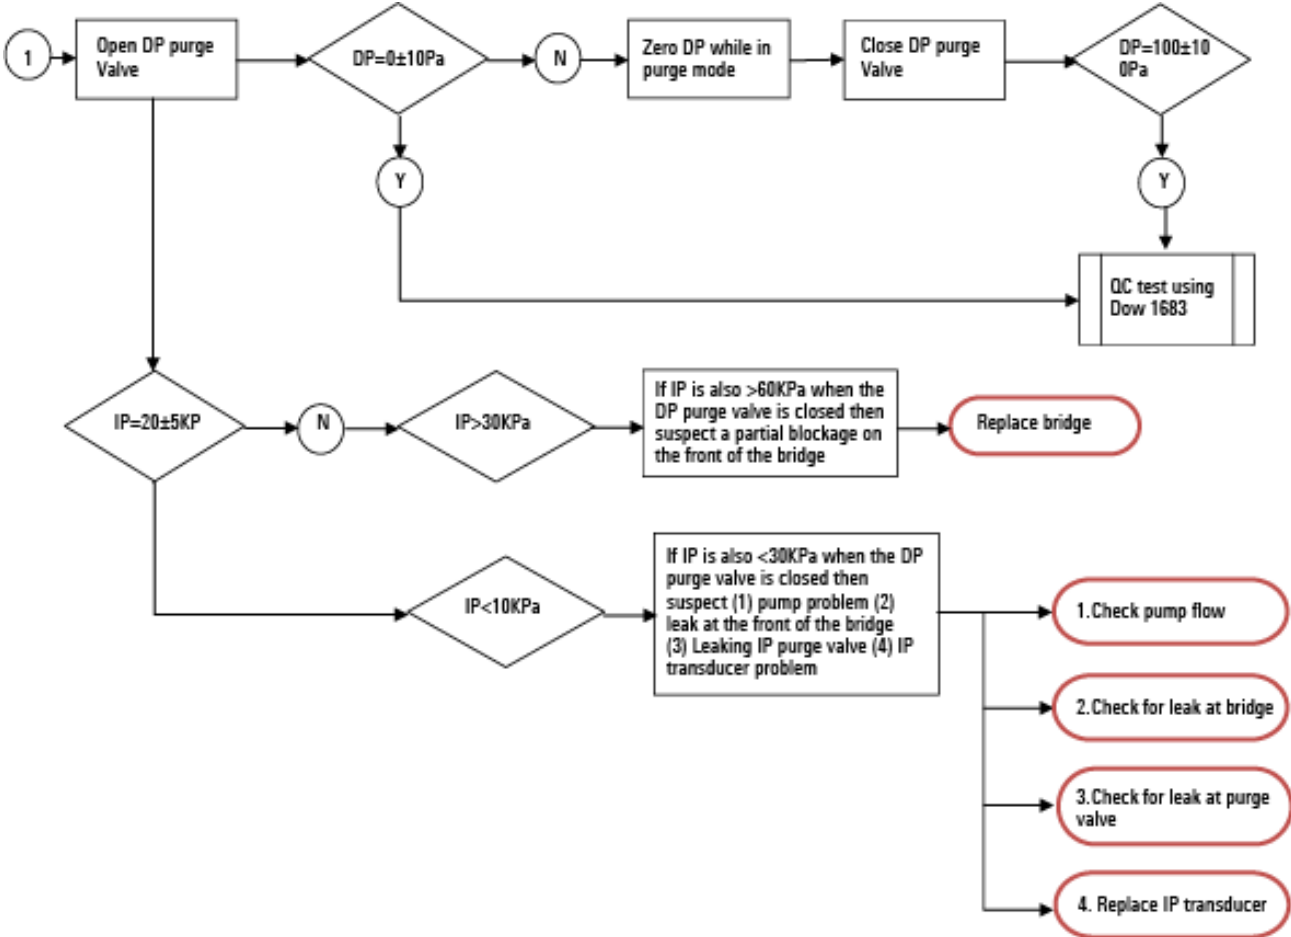 1
Open DP purge
Valve
DP=0±10Pa
N
Zero DP while in
purge mode
Close DP purge
Valve
DP=100±10
0Pa
Y
Y
QC test using
Dow 1683
IP=20±5KP
N
IP>30KPa
If IP is also >60KPa when the
DP purge valve is closed then
suspect a partial blockage on
the front of the bridge
Replace bridge
IP<10KPa
If IP is also <30KPa when the DP
purge valve is closed then
suspect (1) pump problem (2)
leak at the front of the bridge
(3) Leaking IP purge valve (4) IP
transducer problem
1.Check pump flow
2.Check for leak at bridge
3.Check for leak at purge
valve
4. Replace IP transducer